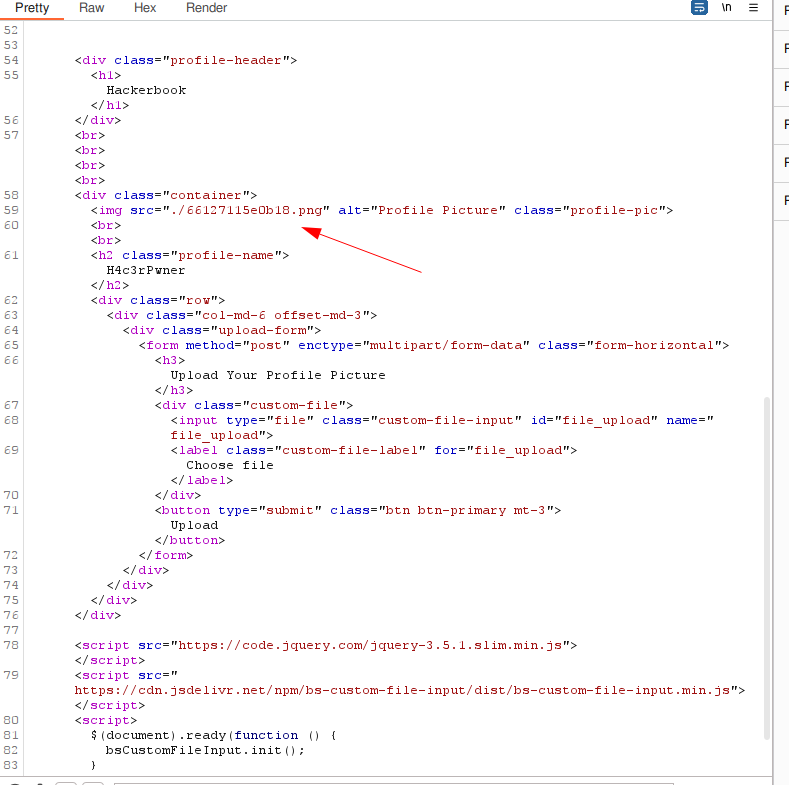 Pretty Raw Hex Render \n
52
53
54 <div class="profile-header">
55 <h1>
Hackerbook
</h1>
56 </div>
57 <br>
<br>
<br>
<br>
58 <div class="container">
59 <img src="./66127115e0b18.png" alt="Profile Picture" class="profile-pic">
60 <br>
<br>
61 <h2 class="profile-name">
H4c3rPwner
</h2>
62 <div class="row">
63 <div class="col-md-6 offset-md-3">
64 <div class="upload-form">
65 <form method="post" enctype="multipart/form-data" class="form-horizontal">
66 <h3>
Upload Your Profile Picture
</h3>
67 <div class="custom-file">
68 <input type="file" class="custom-file-input" id="file_upload" name="
file_upload">
69 <label class="custom-file-label" for="file_upload">
Choose file
</label>
70 </div>
71 <button type="submit" class="btn btn-primary mt-3">
Upload
</button>
72 </form>
73 </div>
74 </div>
75 </div>
76 </div>
77
78 <script src="https://code.jquery.com/jquery-3.5.1.slim.min.js">
</script>
79 <script src="
https://cdn.jsdelivr.net/npm/bs-custom-file-input/dist/bs-custom-file-input.min.js">
</script>
80 <script>
81 $(document).ready(function () {
82 bsCustomFileInput.init();
83 }